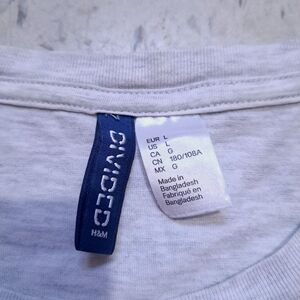 DIVIDED
H&M
EUR L
US L
CA G
CN 180/108A
MX G
Made in
Bangladesh
Fabriqué en
Bangladesh